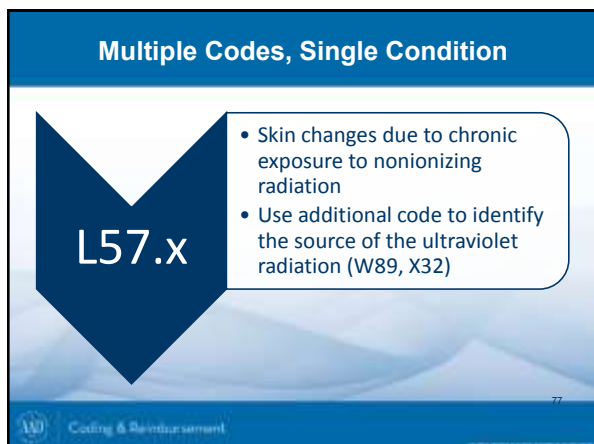 Multiple Codes, Single Condition
L57.x
• Skin changes due to chronic
exposure to nonionizing
radiation
• Use additional code to identify
the source of the ultraviolet
radiation (W89, X32)
77
AAD Coding & Reimbursement